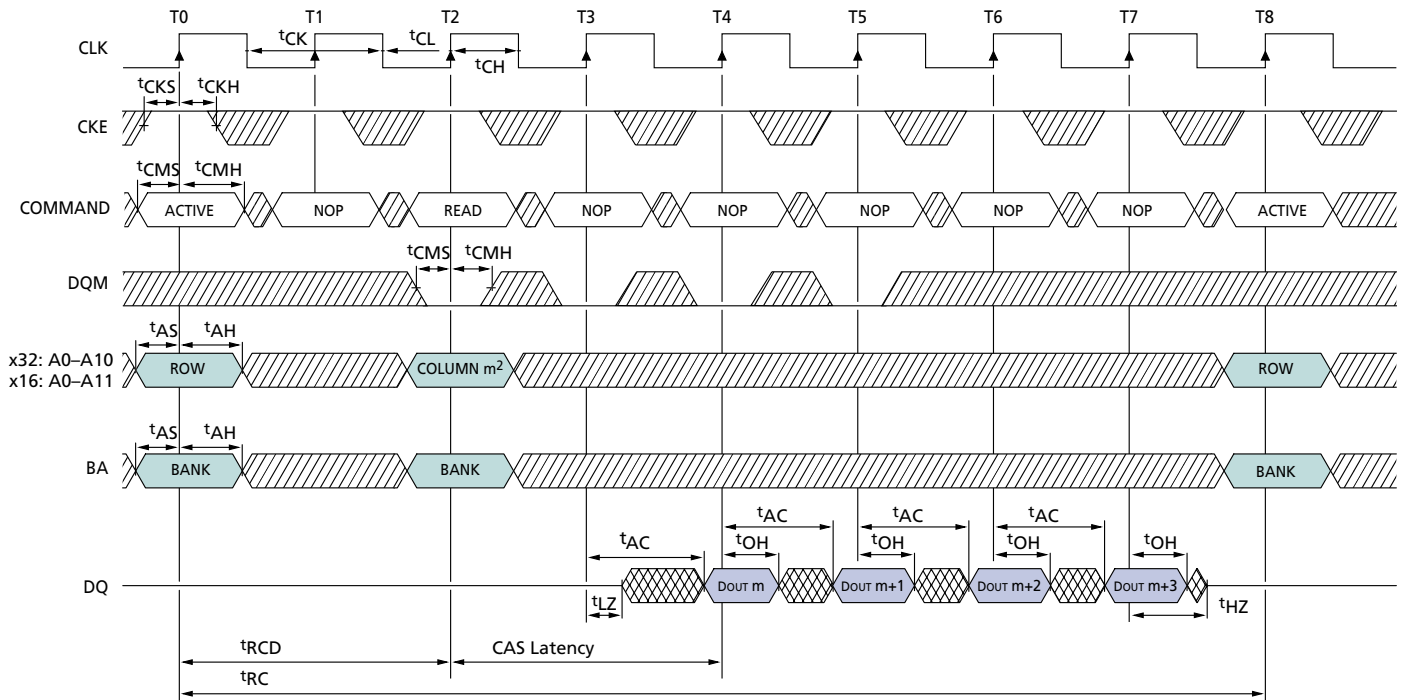 T0 T1 T2 T3 T4 T5 T6 T7 T8
CLK
tCK tCL
tCH
tCKS tCKH
CKE
tCMS tCMH
COMMAND
ACTIVE NOP READ NOP NOP NOP NOP NOP ACTIVE
tCMS tCMH
DQM
tAS tAH
x32: A0–A10
x16: A0–A11
ROW COLUMN m² ROW
tAS tAH
BA
BANK BANK BANK
tAC tAC tAC
tAC tOH tOH tOH tOH
DQ
DOUT m DOUT m+1 DOUT m+2 DOUT m+3
tLZ tHZ
tRCD CAS Latency
tRC